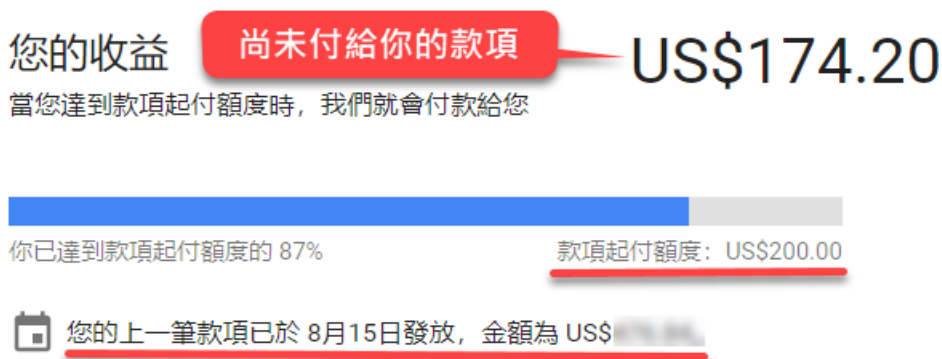 您的收益
尚未付給你的款項
US$174.20
當您達到款項起付額度時，我們就會付款給您
你已達到款項起付額度的 87%
款項起付額度：US$200.00
您的上一筆款項已於 8月15日發放，金額為 US$